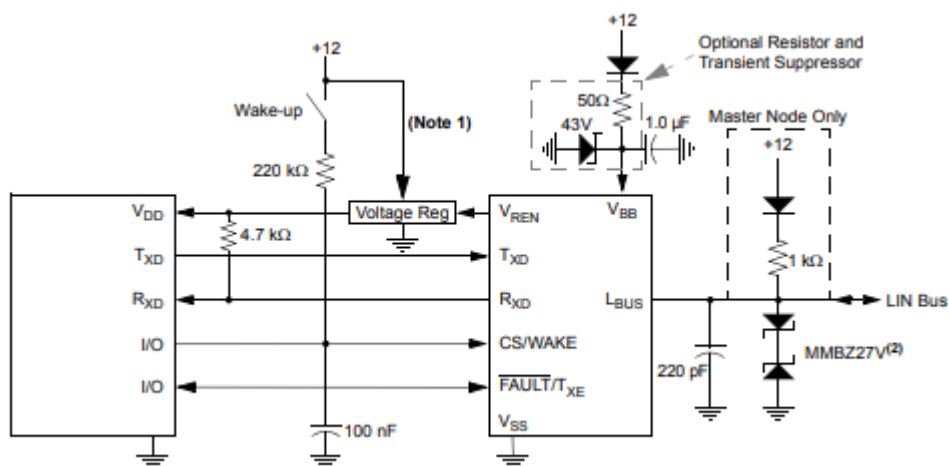 +12
+12
Optional Resistor and
Transient Suppressor
Wake-up
(Note 1)
50Ω
43V
1.0 µF
Master Node Only
+12
220 kΩ
VDD
Voltage Reg
VREN
VBB
4.7 kΩ
1 kΩ
TXD
TXD
RXD
RXD
LBUS
LIN Bus
I/O
CS/WAKE
MMBZ27V(2)
220 pF
I/O
FAULT/TXE
VSS
100 nF